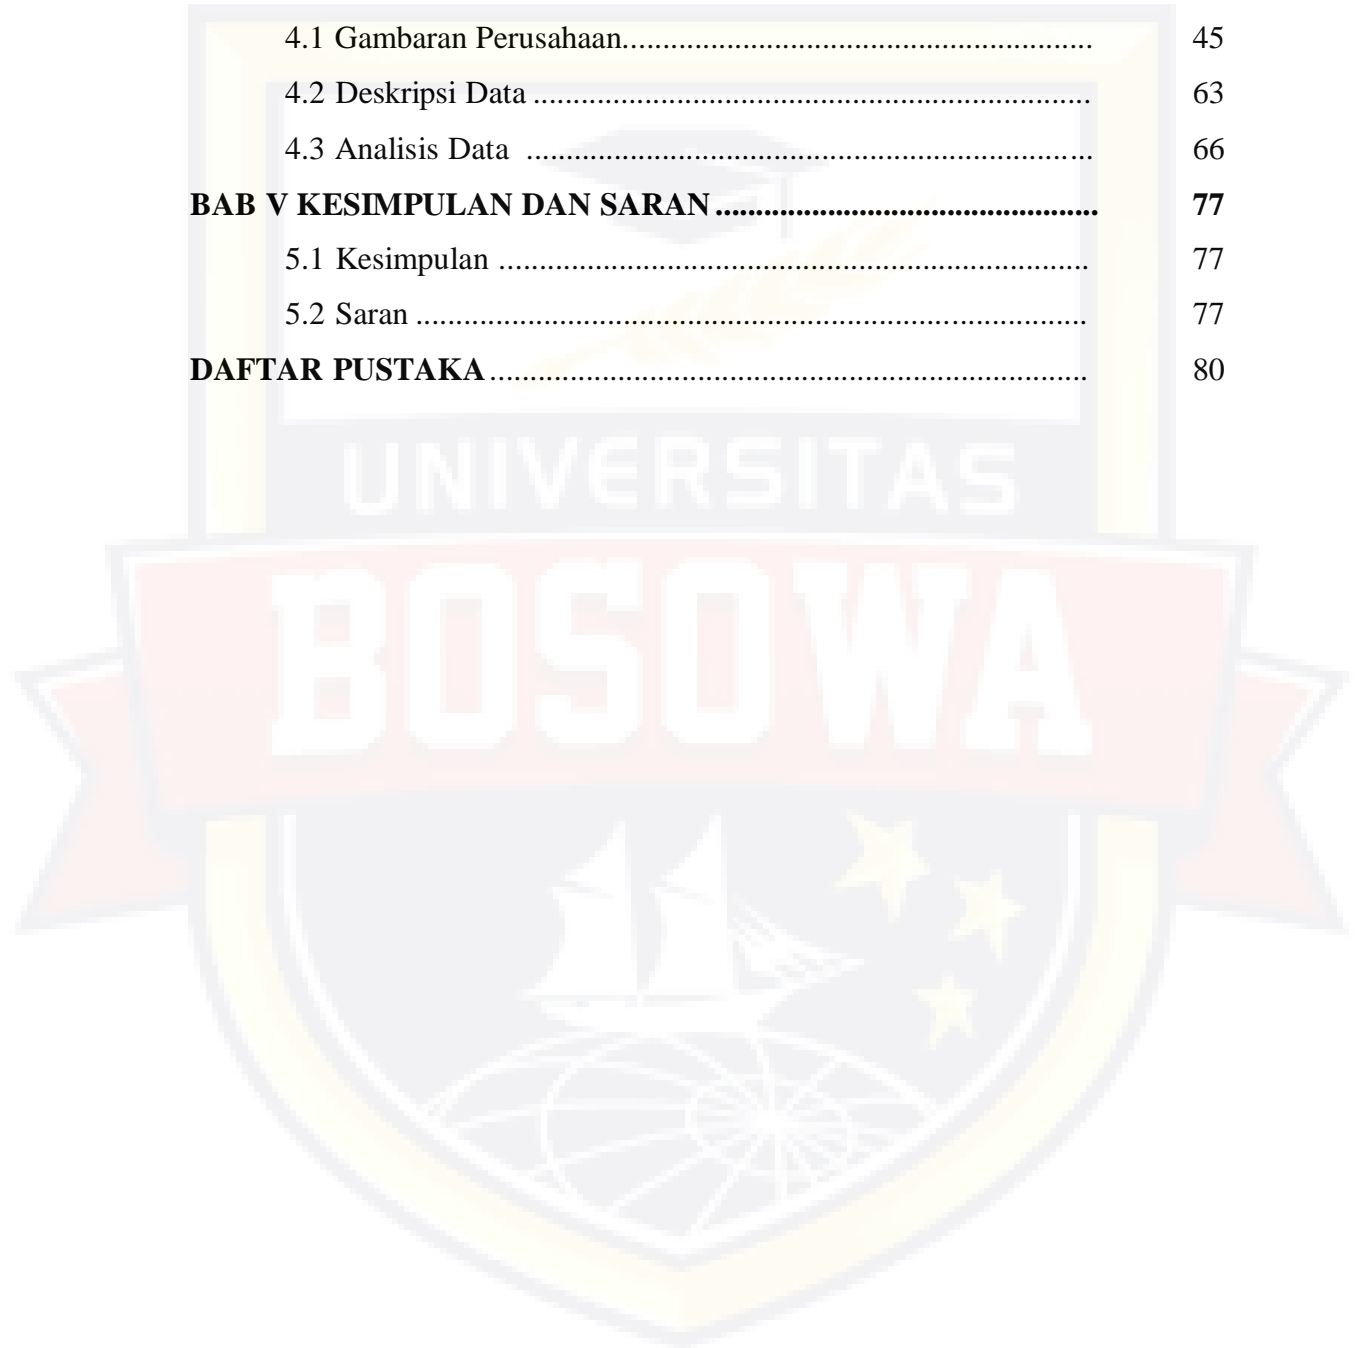 4.1 Gambaran Perusahaan.......................................................... 45
4.2 Deskripsi Data ..................................................................... 63
4.3 Analisis Data ...................................................................... 66
BAB V KESIMPULAN DAN SARAN.............................................. 77
5.1 Kesimpulan ......................................................................... 77
5.2 Saran ................................................................................... 77
DAFTAR PUSTAKA.......................................................................... 80
UNIVERSITAS
BOSOWA